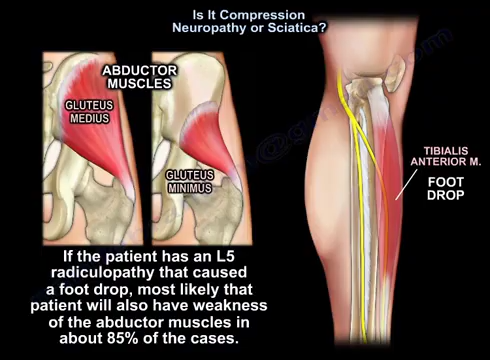 Is It Compression
Neuropathy or Sciatica?
ABDUCTOR
MUSCLES
GLUTEUS
MEDIUS
GLUTEUS
MINIMUS
TIBIALIS
ANTERIOR M.
FOOT
DROP
If the patient has an L5
radiculopathy that caused
a foot drop, most likely that
patient will also have weakness
of the abductor muscles in
about 85% of the cases.